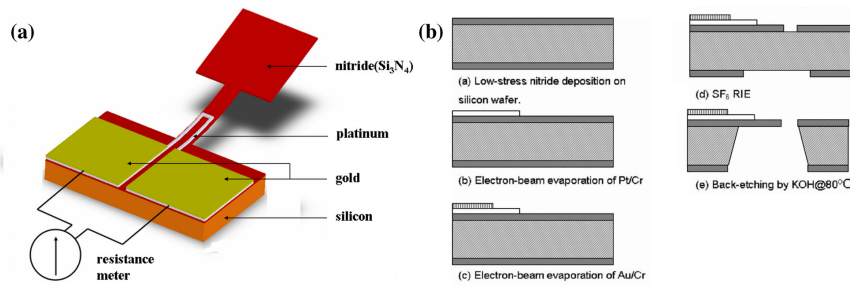 (a)
nitride(Si₃N₄)
platinum
gold
silicon
resistance
meter
(b)
(a) Low-stress nitride deposition on
silicon wafer.
(b) Electron-beam evaporation of Pt/Cr
(c) Electron-beam evaporation of Au/Cr
(d) SF₆ RIE
(e) Back-etching by KOH@80⁰C